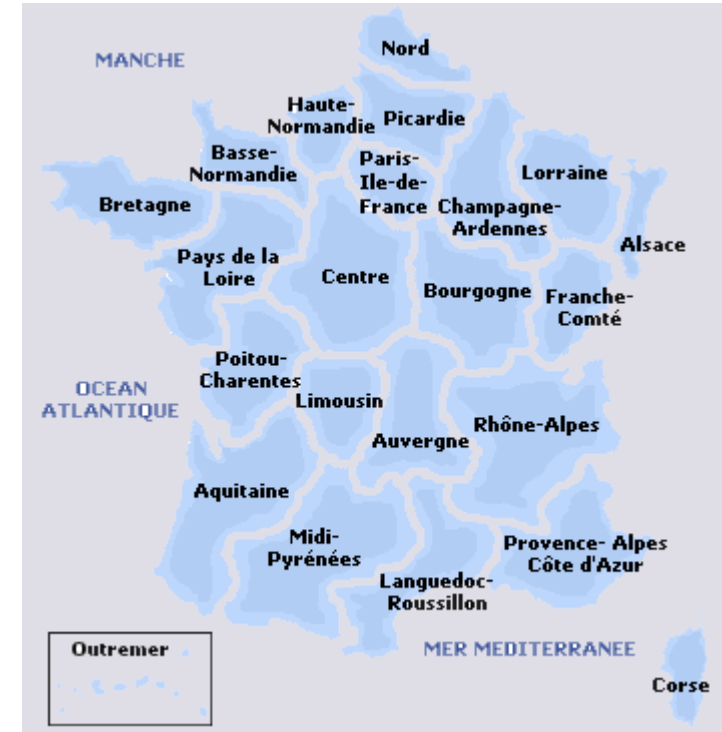 Nord
MANCHE
Haute-
Normandie
Picardie
Basse-
Normandie
Paris-
Ile-de-
France
Lorraine
Bretagne
Champagne-
Ardennes
Alsace
Pays de la
Loire
Centre
Bourgogne
Franche-
Comté
Poitou-
Charentes
OCEAN
ATLANTIQUE
Limousin
Auvergne
Rhône-Alpes
Aquitaine
Midi-
Pyrénées
Provence- Alpes
Côte d'Azur
Languedoc-
Roussillon
Outremer
MER MEDITERRANEE
Corse